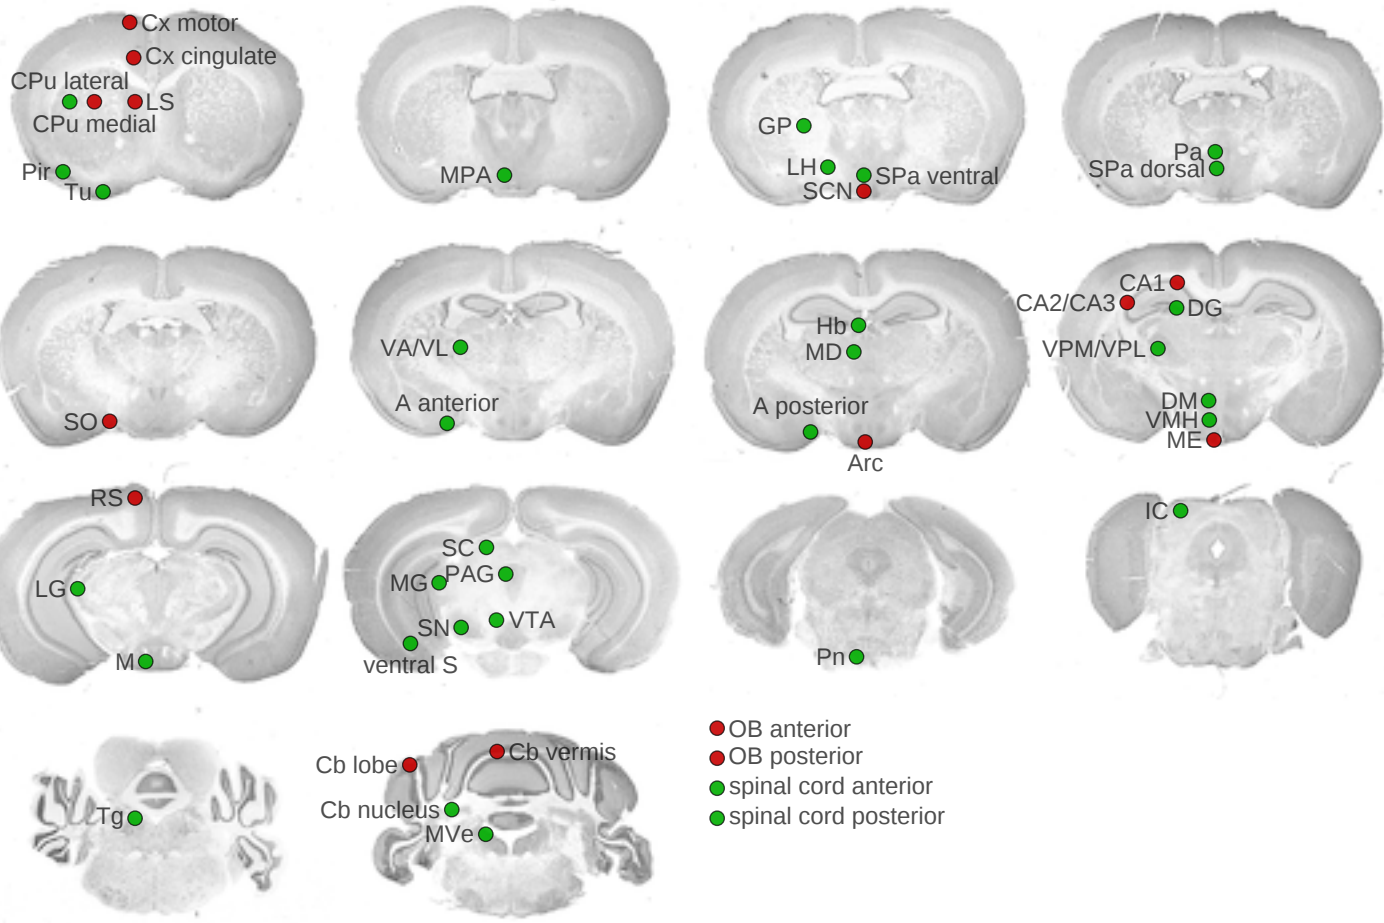 Cx motor
Cx cingulate
CPu lateral
LS
CPu medial
Pir
Tu
MPA
GP
LH
SPa ventral
SCN
Pa
SPa dorsal
SO
VA/VL
A anterior
Hb
MD
A posterior
Arc
CA1
CA2/CA3
DG
VPM/VPL
DM
VMH
ME
RS
LG
M
SC
MG
PAG
SN
VTA
ventral S
Pn
IC
Tg
Cb lobe
Cb vermis
Cb nucleus
MVe
OB anterior
OB posterior
spinal cord anterior
spinal cord posterior